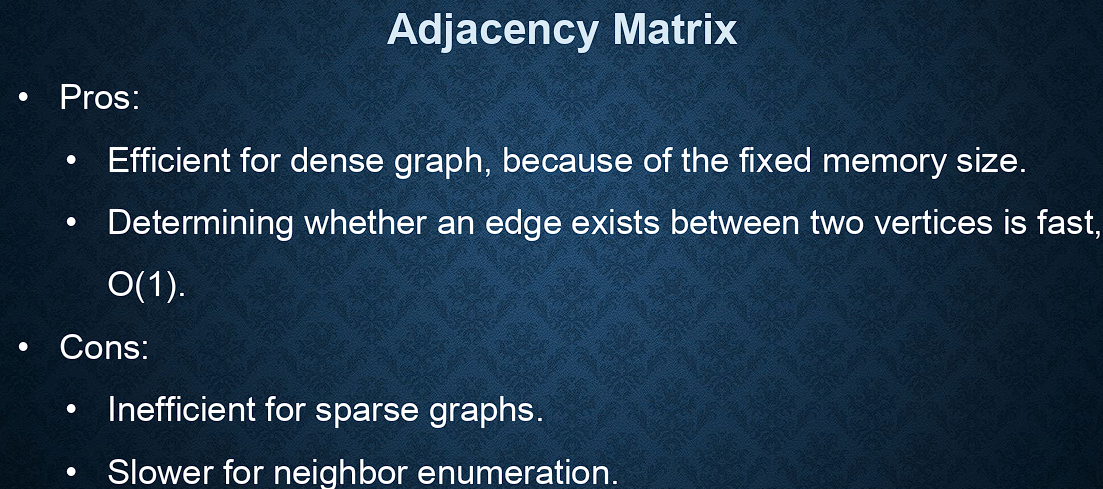 Adjacency Matrix
• Pros:
• Efficient for dense graph, because of the fixed memory size.
• Determining whether an edge exists between two vertices is fast,
O(1).
• Cons:
• Inefficient for sparse graphs.
• Slower for neighbor enumeration.